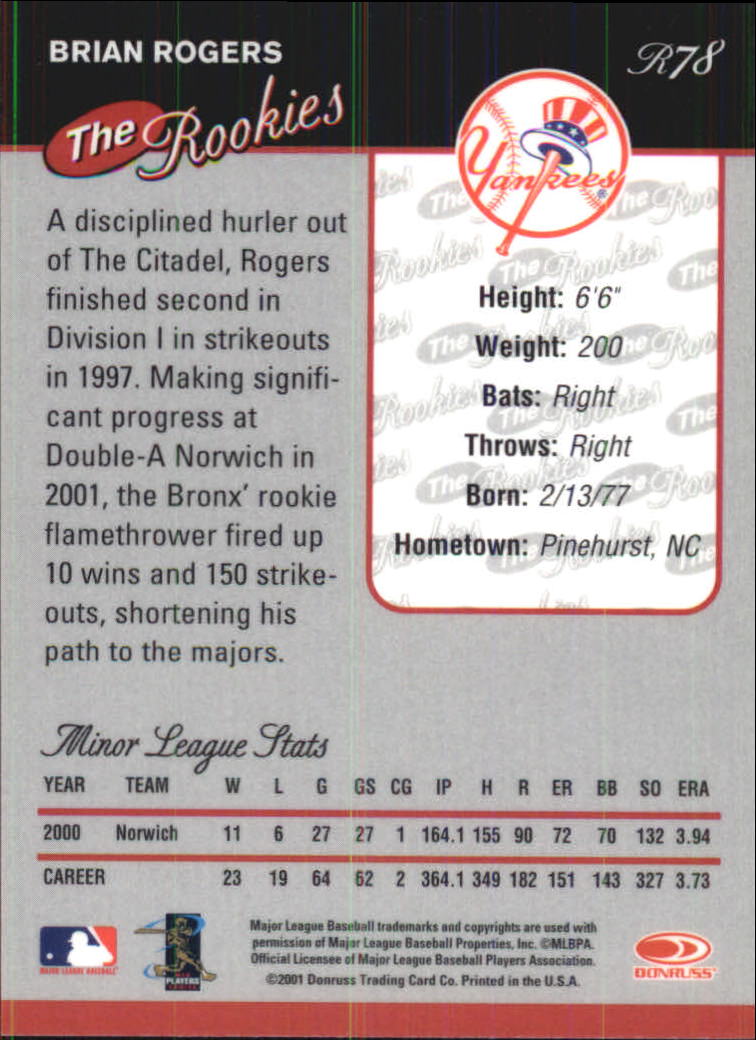 BRIAN ROGERS
R78
The Rookies
Yankees
A disciplined hurler out
of The Citadel, Rogers
finished second in
Division I in strikeouts
in 1997. Making signifi-
cant progress at
Double-A Norwich in
2001, the Bronx' rookie
flamethrower fired up
10 wins and 150 strike-
outs, shortening his
path to the majors.
Height: 6'6"
Weight: 200
Bats: Right
Throws: Right
Born: 2/13/77
Hometown: Pinehurst, NC
Minor League Stats
YEAR TEAM W L G GS CG IP H R ER BB SO ERA
2000 Norwich 11 6 27 27 1 164.1 155 90 72 70 132 3.94
CAREER 23 19 64 62 2 364.1 349 182 151 143 327 3.73
MAJOR LEAGUE BASEBALL
PLAYERS
Major League Baseball trademarks and copyrights are used with
permission of Major League Baseball Properties, Inc. ©MLBPA.
Official Licensee of Major League Baseball Players Association.
©2001 Donruss Trading Card Co. Printed in the U.S.A.
DONRUSS